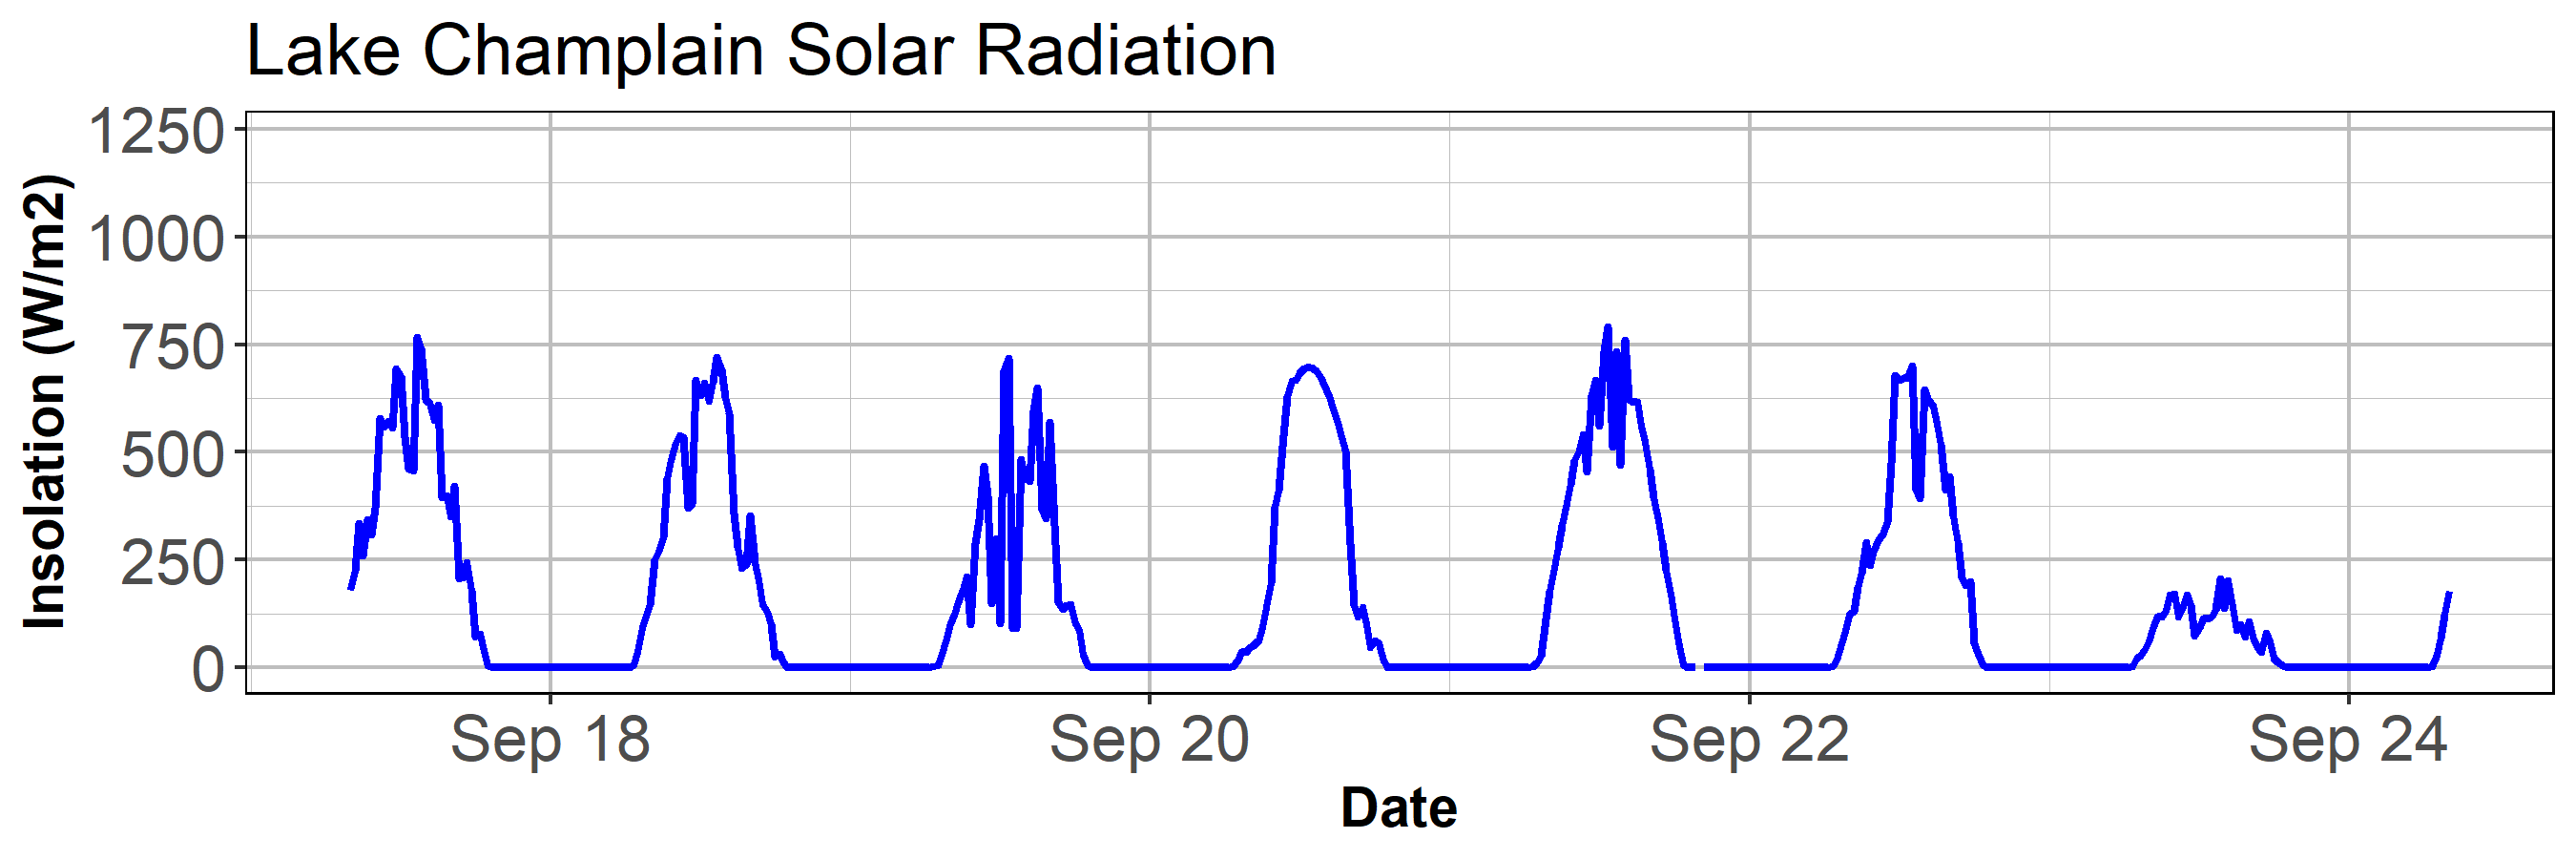 Lake Champlain Solar Radiation
1250
1000
750
500
250
0
Insolation (W/m2)
Sep 18 Sep 20 Sep 22 Sep 24
Date